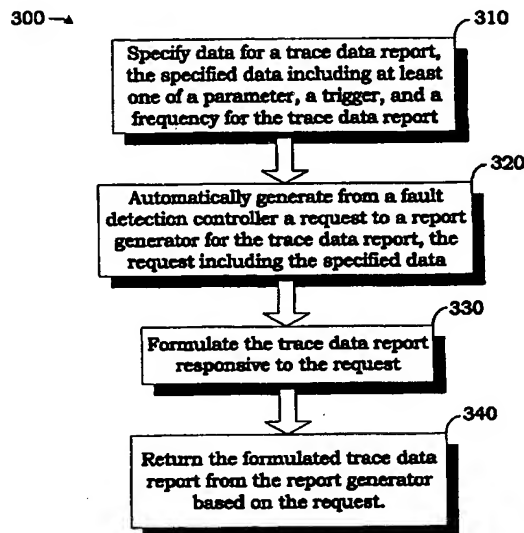 300
310
Specify data for a trace data report,
the specified data including at least
one of a parameter, a trigger, and a
frequency for the trace data report
320
Automatically generate from a fault
detection controller a request to a report
generator for the trace data report, the
request including the specified data
330
Formulate the trace data report
responsive to the request
340
Return the formulated trace data
report from the report generator
based on the request.